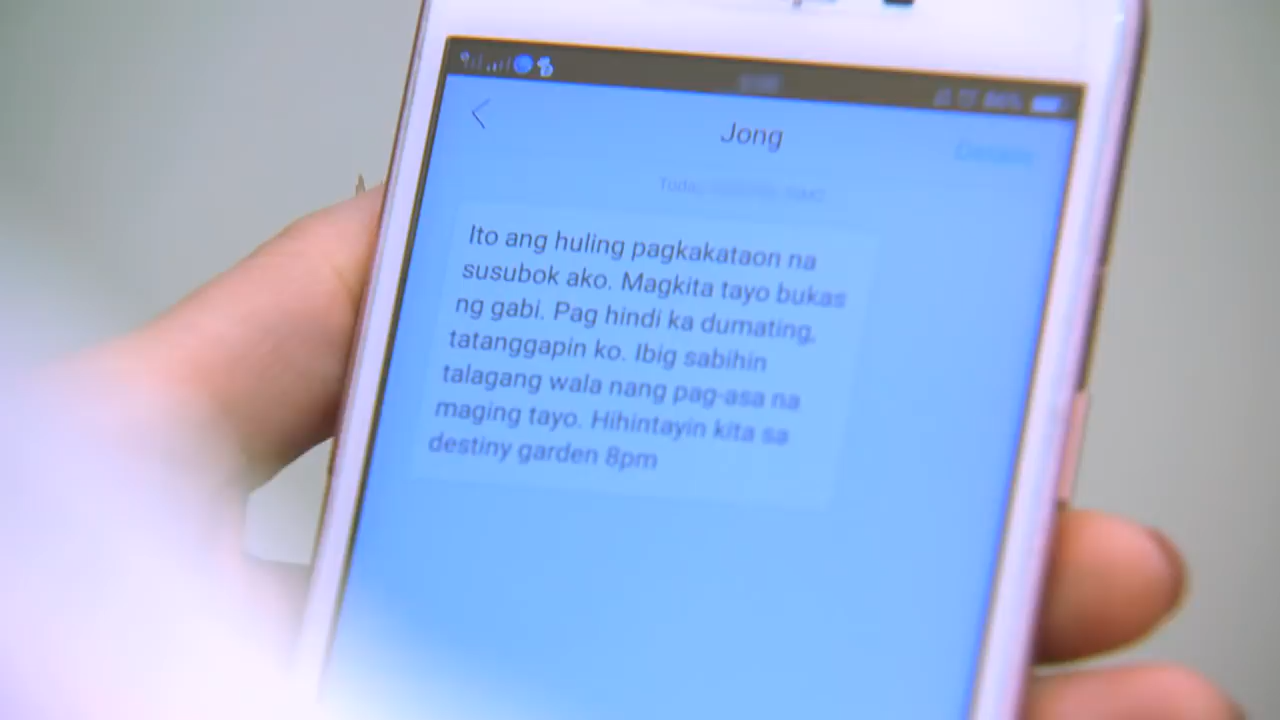 Jong
Today
Ito ang huling pagkakataon na
susubok ako. Magkita tayo bukas
ng gabi. Pag hindi ka dumating,
tatanggapin ko. Ibig sabihin
talagang wala nang pag-asa na
maging tayo. Hihintayin kita sa
destiny garden 8pm